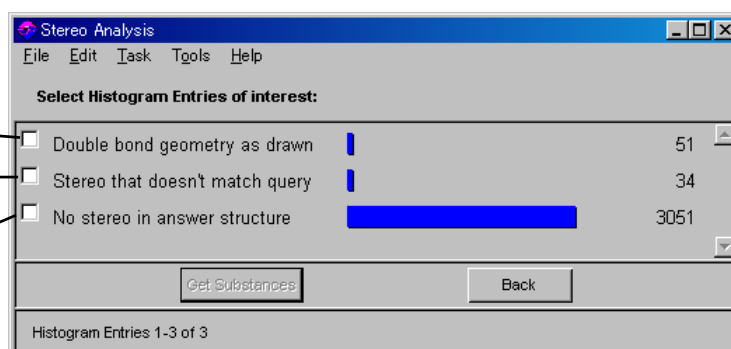 Stereo Analysis
File Edit Task Tools Help
Select Histogram Entries of interest:
Double bond geometry as drawn 51
Stereo that doesn't match query 34
No stereo in answer structure 3051
Get Substances Back
Histogram Entries 1-3 of 3